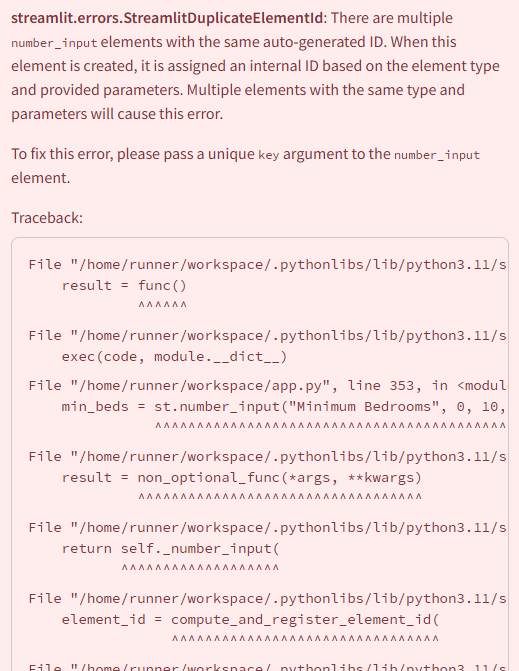 streamlit.errors.StreamlitDuplicateElementId: There are multiple
number_input elements with the same auto-generated ID. When this
element is created, it is assigned an internal ID based on the element type
and provided parameters. Multiple elements with the same type and
parameters will cause this error.
To fix this error, please pass a unique key argument to the number_input
element.
Traceback:
File "/home/runner/workspace/.pythonlibs/lib/python3.11/s
result = func()
^^^^^^
File "/home/runner/workspace/.pythonlibs/lib/python3.11/s
exec(code, module.__dict__)
File "/home/runner/workspace/app.py", line 353, in <modul
min_beds = st.number_input("Minimum Bedrooms", 0, 10,
^^^^^^^^^^^^^^^^^^^^^^^^^^^^^^^^^^^^^^^^^^
File "/home/runner/workspace/.pythonlibs/lib/python3.11/s
result = non_optional_func(*args, **kwargs)
^^^^^^^^^^^^^^^^^^^^^^^^^^^^^^^^^^
File "/home/runner/workspace/.pythonlibs/lib/python3.11/s
return self._number_input(
^^^^^^^^^^^^^^^^^^^
File "/home/runner/workspace/.pythonlibs/lib/python3.11/s
element_id = compute_and_register_element_id(
^^^^^^^^^^^^^^^^^^^^^^^^^^^^^^^^
File "/home/runner/workspace/.pythonlibs/lib/python3.11/s